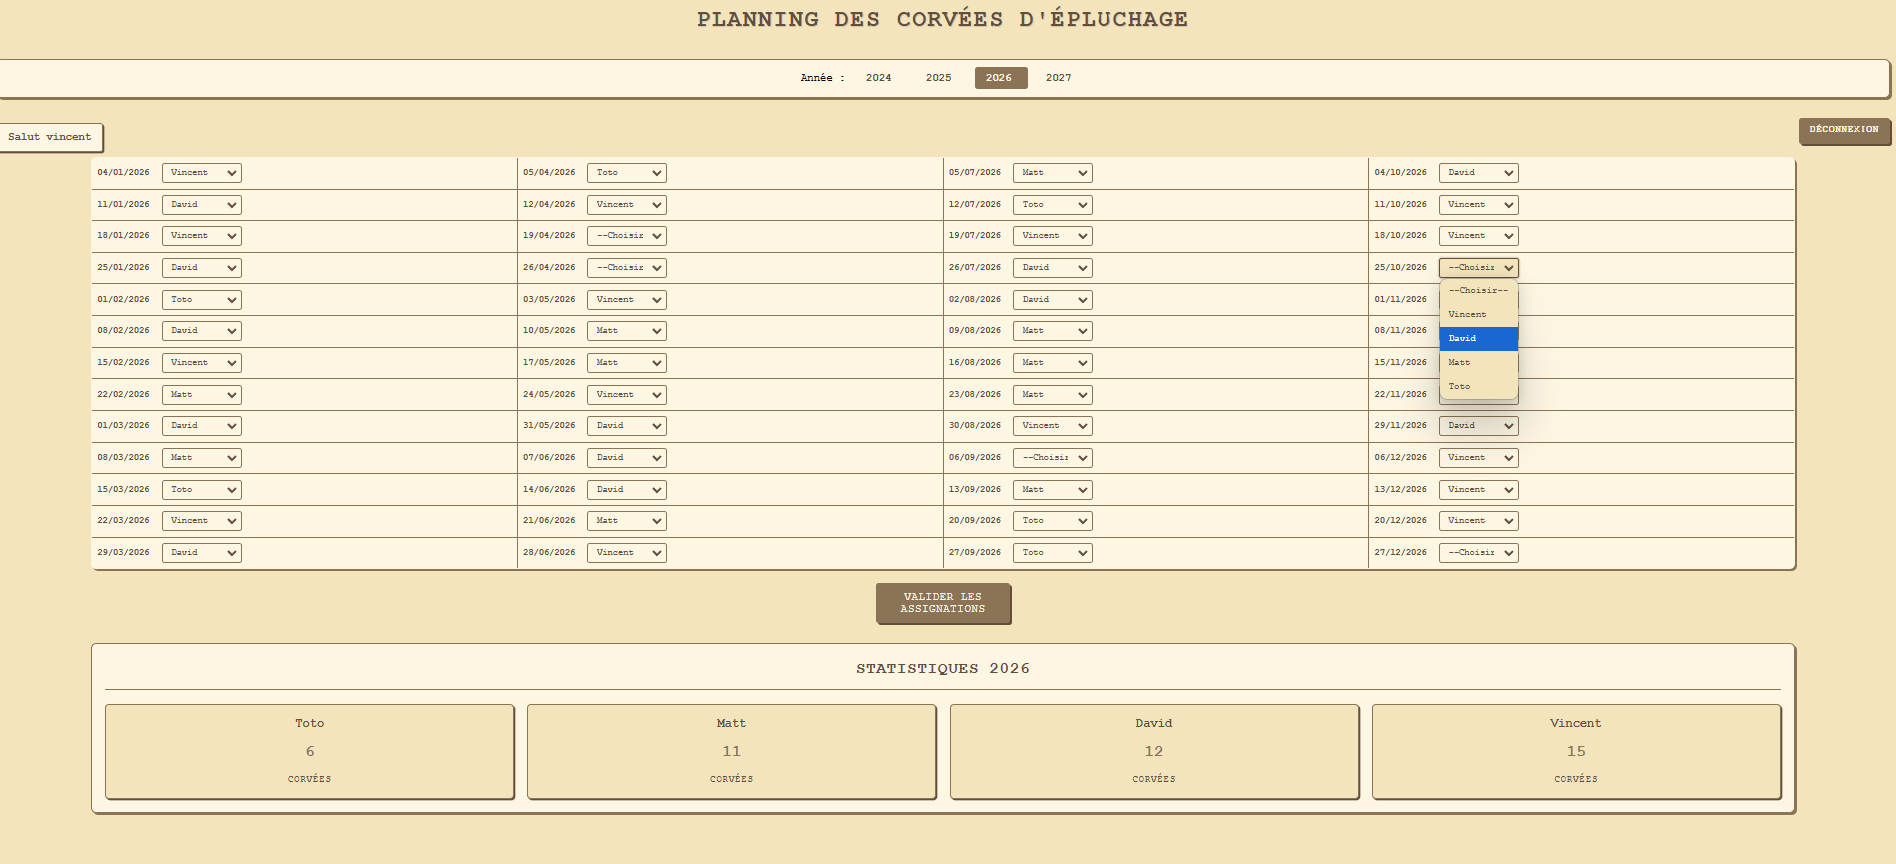 PLANNING DES CORVÉES D'ÉPLUCHAGE
Année : 2024 2025 2026 2027
Salut vincent
DÉCONNEXION
04/01/2026 Vincent 05/04/2026 Toto 05/07/2026 Matt 04/10/2026 David
11/01/2026 David 12/04/2026 Vincent 12/07/2026 Toto 11/10/2026 Vincent
18/01/2026 Vincent 19/04/2026 --Choisir 19/07/2026 Vincent 18/10/2026 Vincent
25/01/2026 David 26/04/2026 --Choisir 26/07/2026 David 25/10/2026 --Choisir
--Choisir--
01/02/2026 Toto 03/05/2026 Vincent 02/08/2026 David 01/11/2026
Vincent
08/02/2026 David 10/05/2026 Matt 09/08/2026 Matt 08/11/2026
David
15/02/2026 Vincent 17/05/2026 Matt 16/08/2026 Matt 15/11/2026 Matt
Toto
22/02/2026 Matt 24/05/2026 Vincent 23/08/2026 Matt 22/11/2026
01/03/2026 David 31/05/2026 David 30/08/2026 Vincent 29/11/2026 David
08/03/2026 Matt 07/06/2026 David 06/09/2026 --Choisir 06/12/2026 Vincent
15/03/2026 Toto 14/06/2026 David 13/09/2026 Matt 13/12/2026 Vincent
22/03/2026 Vincent 21/06/2026 Matt 20/09/2026 Toto 20/12/2026 Vincent
29/03/2026 David 28/06/2026 Vincent 27/09/2026 Toto 27/12/2026 --Choisir
VALIDER LES
ASSIGNATIONS
STATISTIQUES 2026
Toto Matt David Vincent
6 11 12 15
CORVÉES CORVÉES CORVÉES CORVÉES